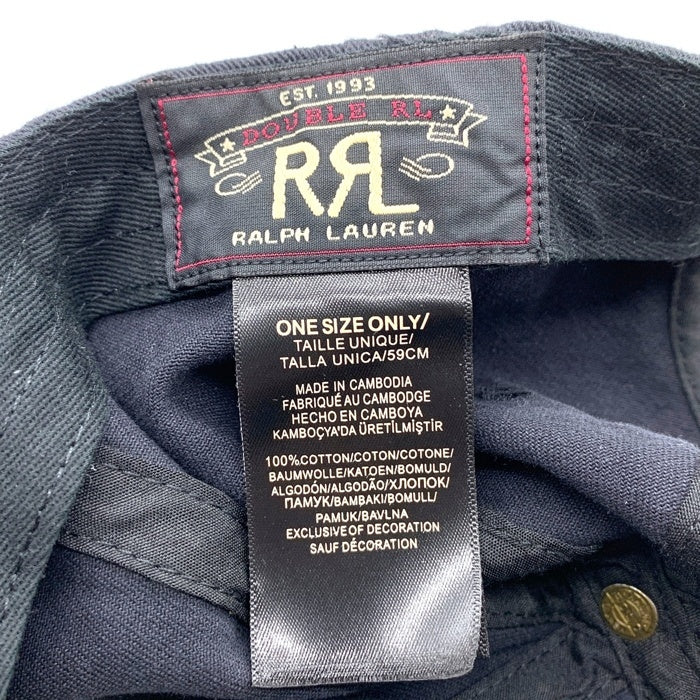 EST. 1993
DOUBLE RL
RRL
RALPH LAUREN
ONE SIZE ONLY/
TAILLE UNIQUE/
TALLA UNICA/59CM
MADE IN CAMBODIA
FABRIQUÉ AU CAMBODGE
HECHO EN CAMBOYA
KAMBOÇYA'DA ÜRETİLMİŞTİR
100%COTTON/COTON/COTONE/
BAUMWOLLE/KATOEN/BOMULD/
ALGODÓN/ALGODÃO/ХЛОПОК/
ПАМУК/BAMBAKI/BOMULL/
PAMUK/BAVLNA
EXCLUSIVE OF DECORATION
SAUF DÉCORATION